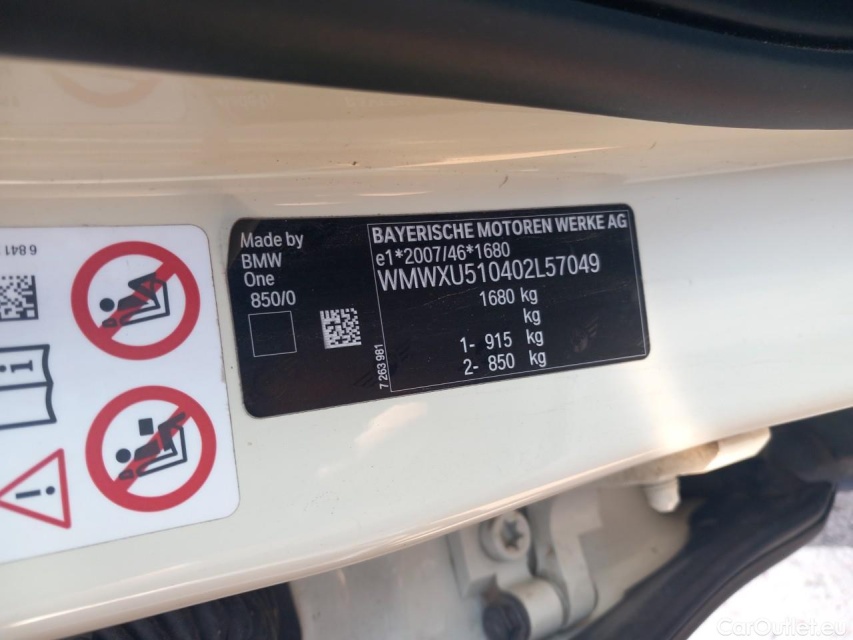 6 841
Made by
BMW
One
850/0
BAYERISCHE MOTOREN WERKE AG
e1*2007/46*1680
WMWXU510402L57049
1680 kg
kg
1- 915 kg
2- 850 kg
7 263 981
CarOutlet.eu